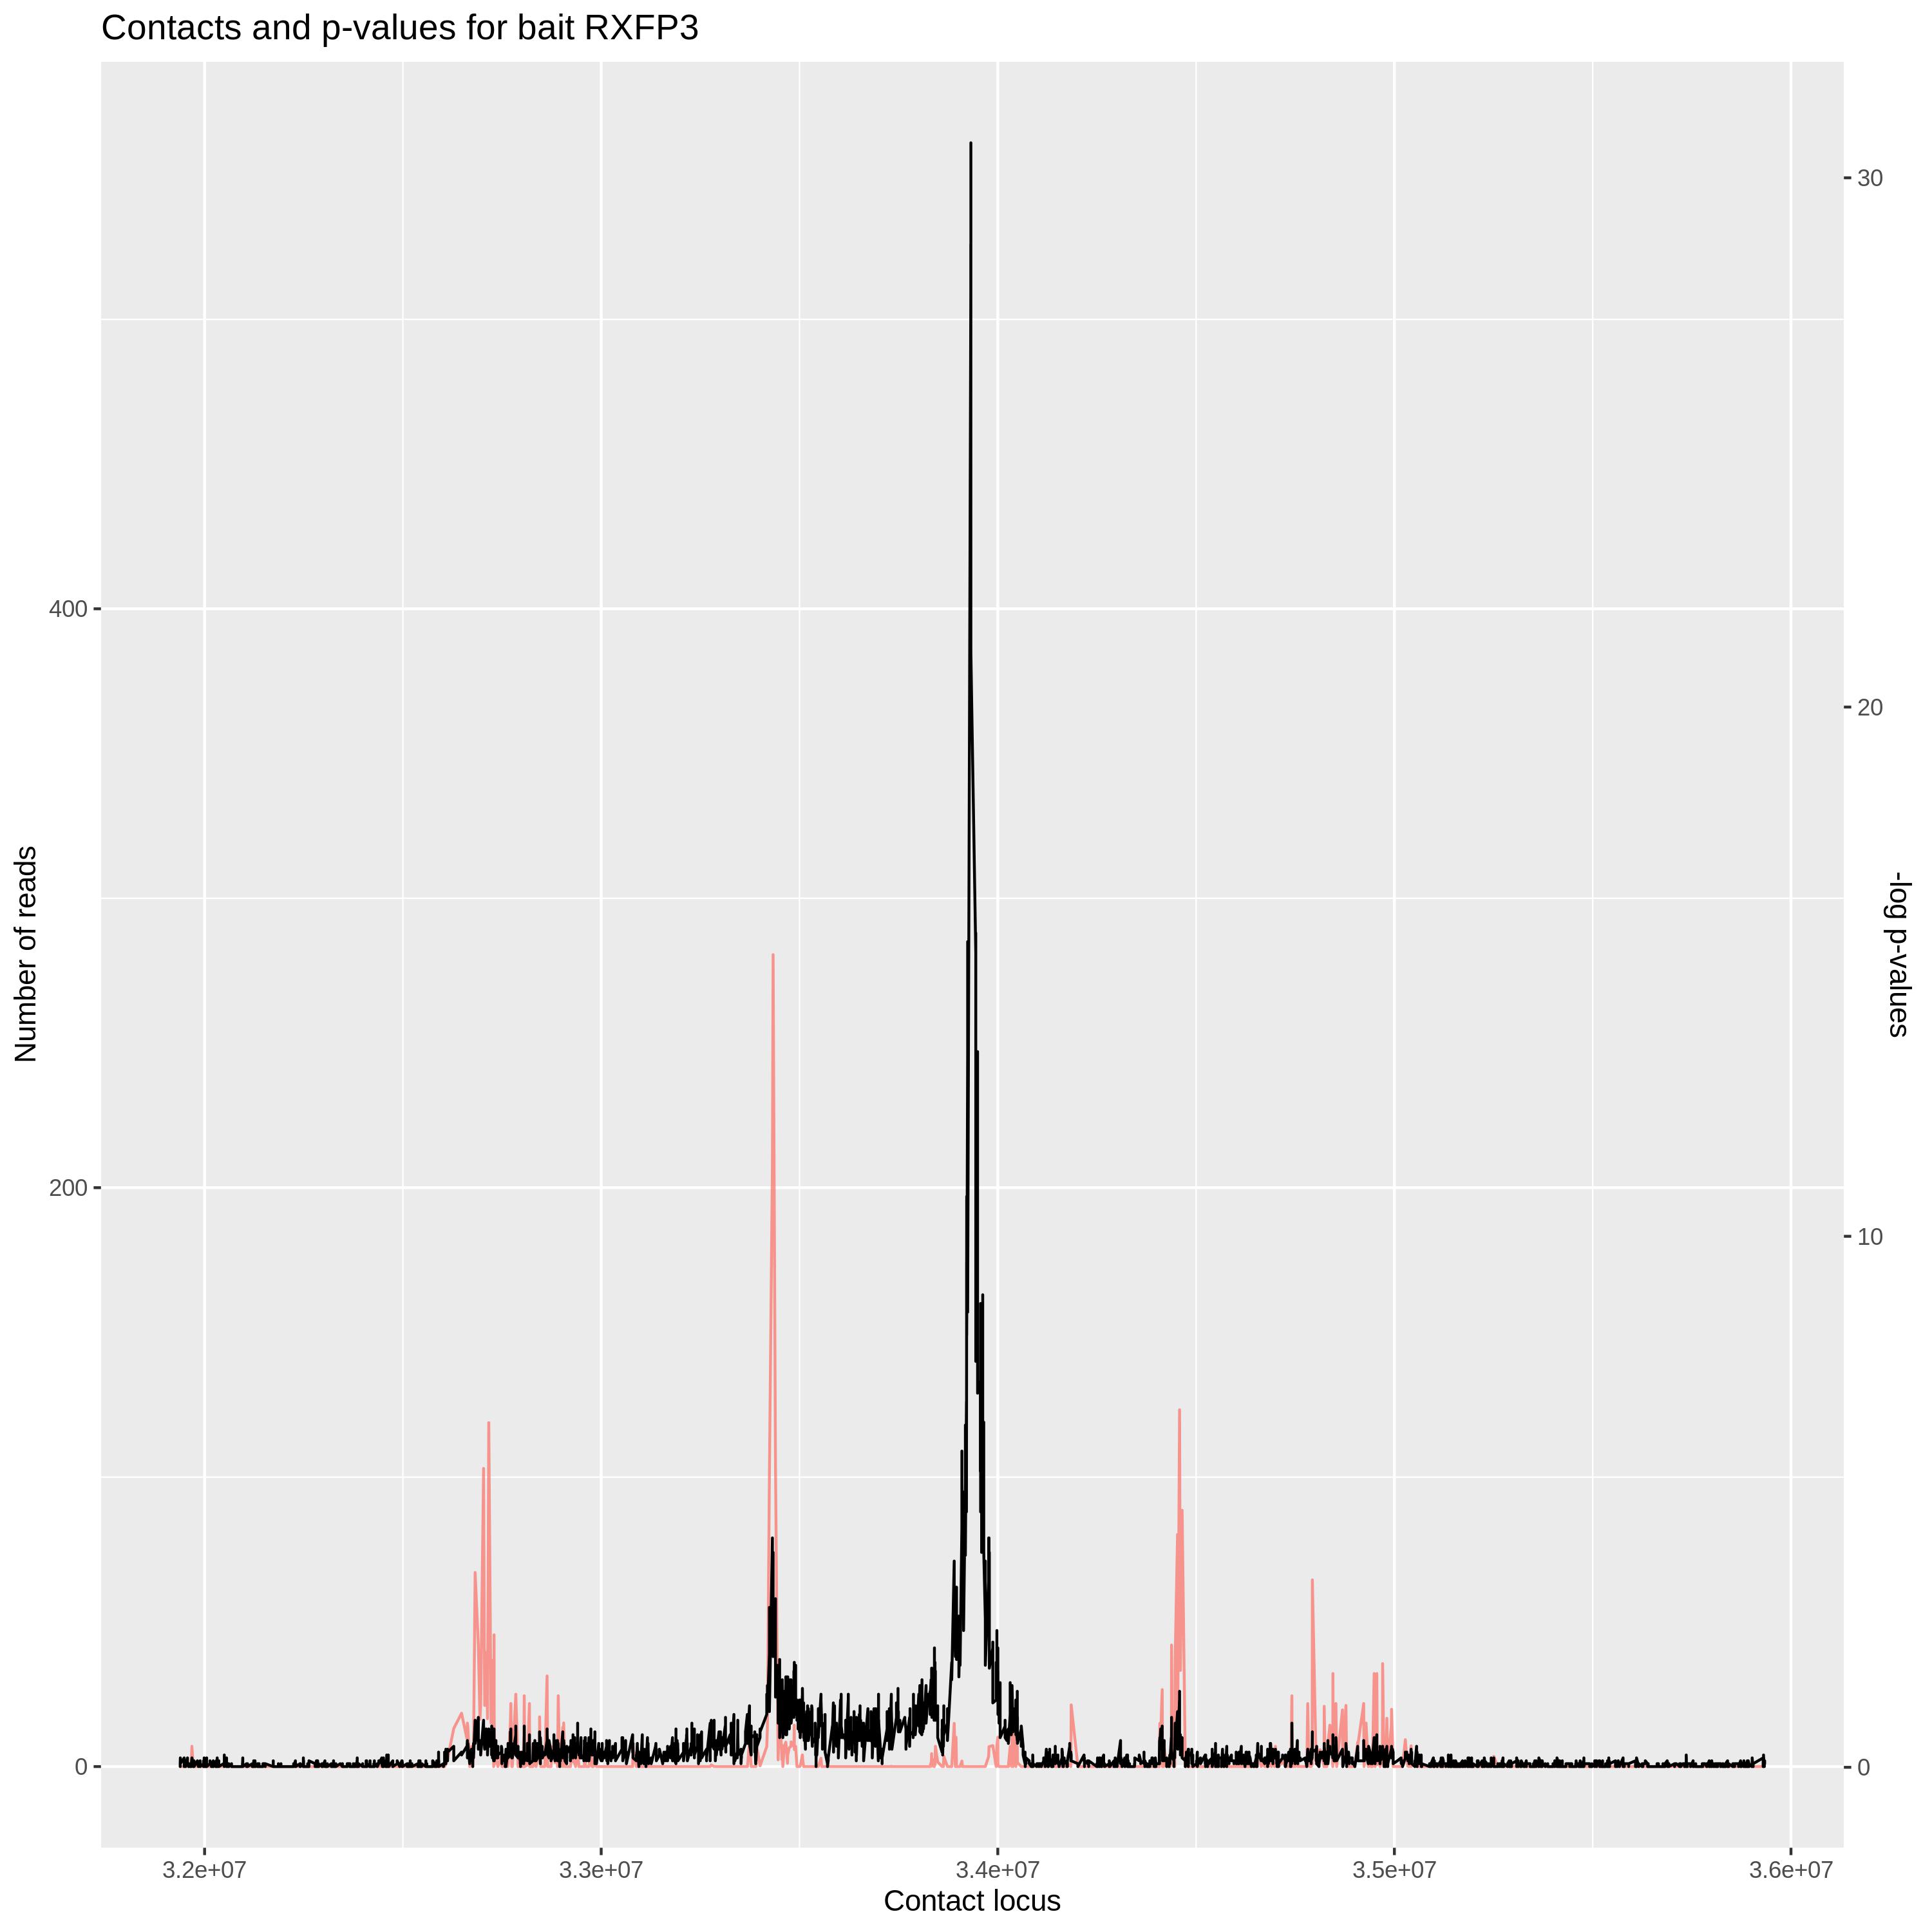 Contacts and p-values for bait RXFP3
Number of reads
400
200
0
30
20
10
0
-log p-values
3.2e+07
3.3e+07
3.4e+07
3.5e+07
3.6e+07
Contact locus